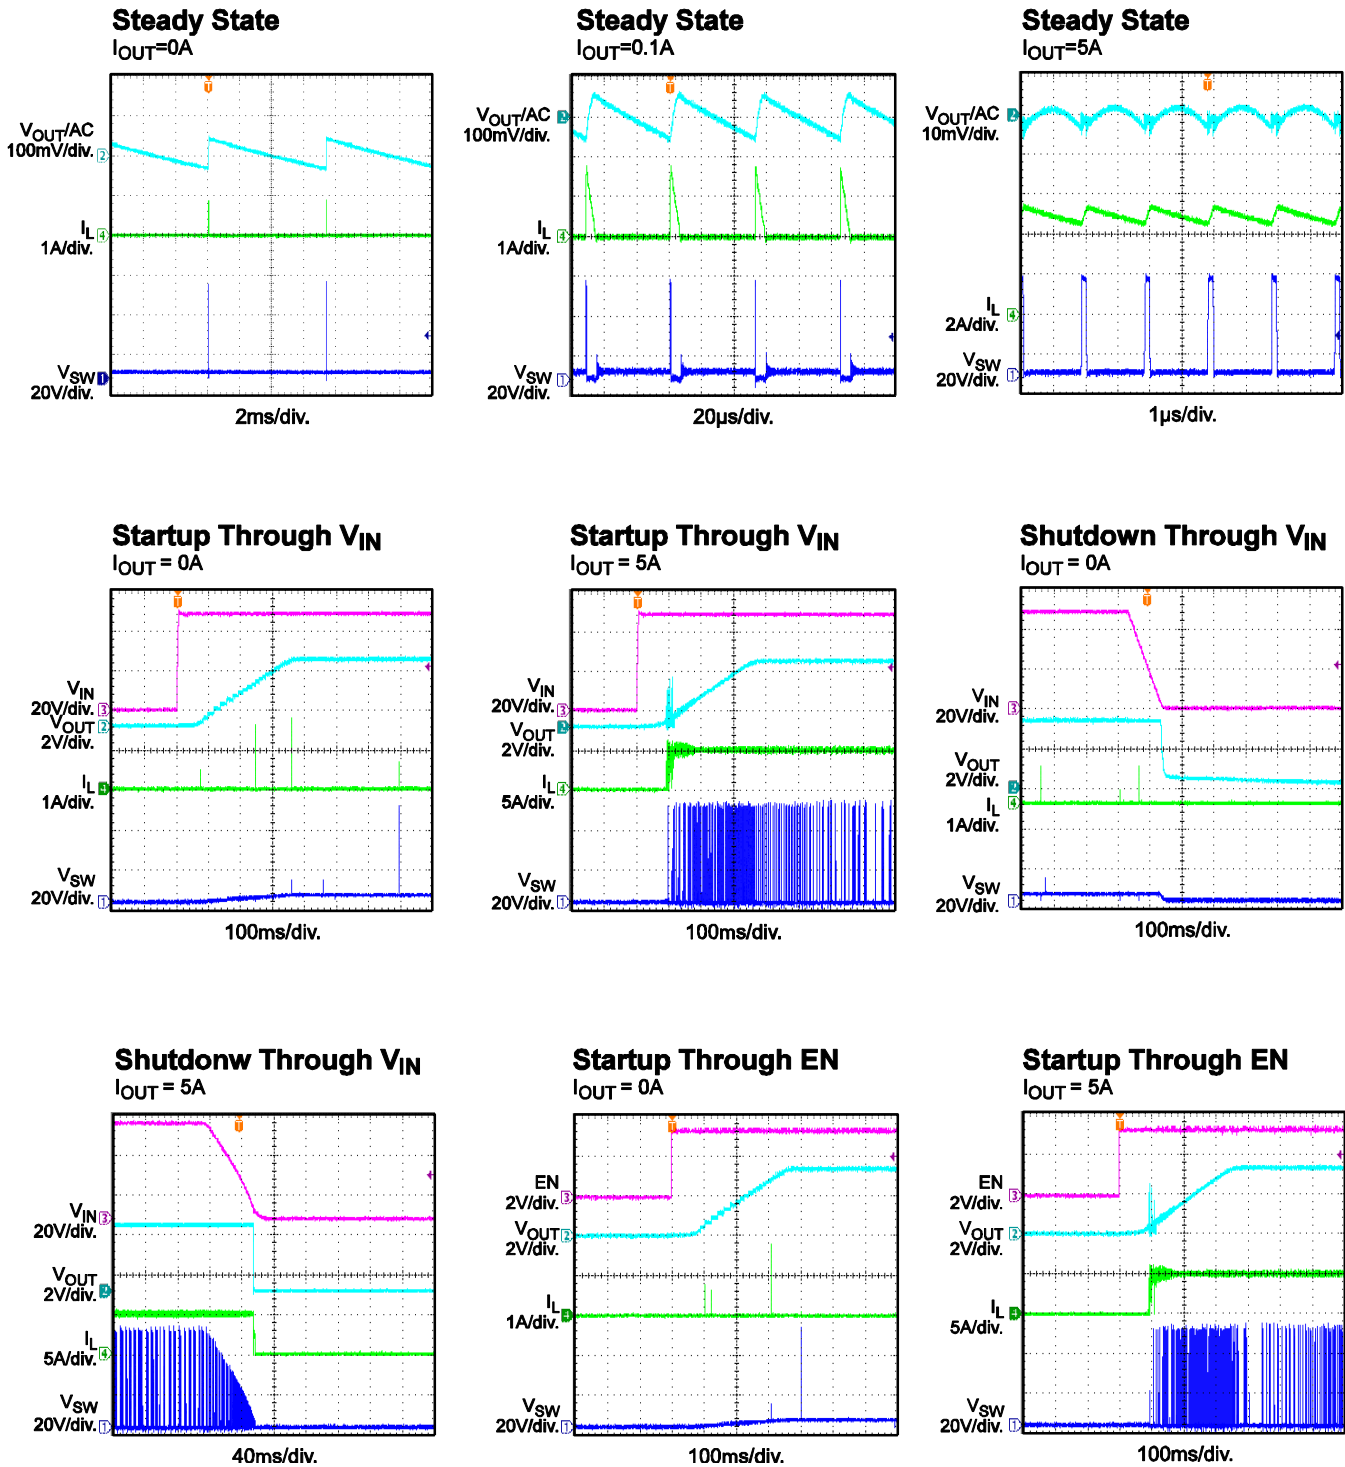 Steady State
IOUT=0A
VOUT/AC
100mV/div.
IL
1A/div.
VSW
20V/div.
2ms/div.
Steady State
IOUT=0.1A
VOUT/AC
100mV/div.
IL
1A/div.
VSW
20V/div.
20µs/div.
Steady State
IOUT=5A
VOUT/AC
10mV/div.
IL
2A/div.
VSW
20V/div.
1µs/div.
Startup Through VIN
IOUT = 0A
VIN
20V/div.
VOUT
2V/div.
IL
1A/div.
VSW
20V/div.
100ms/div.
Startup Through VIN
IOUT = 5A
VIN
20V/div.
VOUT
2V/div.
IL
5A/div.
VSW
20V/div.
100ms/div.
Shutdown Through VIN
IOUT = 0A
VIN
20V/div.
VOUT
2V/div.
IL
1A/div.
VSW
20V/div.
100ms/div.
Shutdonw Through VIN
IOUT = 5A
VIN
20V/div.
VOUT
2V/div.
IL
5A/div.
VSW
20V/div.
40ms/div.
Startup Through EN
IOUT = 0A
EN
2V/div.
VOUT
2V/div.
IL
1A/div.
VSW
20V/div.
100ms/div.
Startup Through EN
IOUT = 5A
EN
2V/div.
VOUT
2V/div.
IL
5A/div.
VSW
20V/div.
100ms/div.